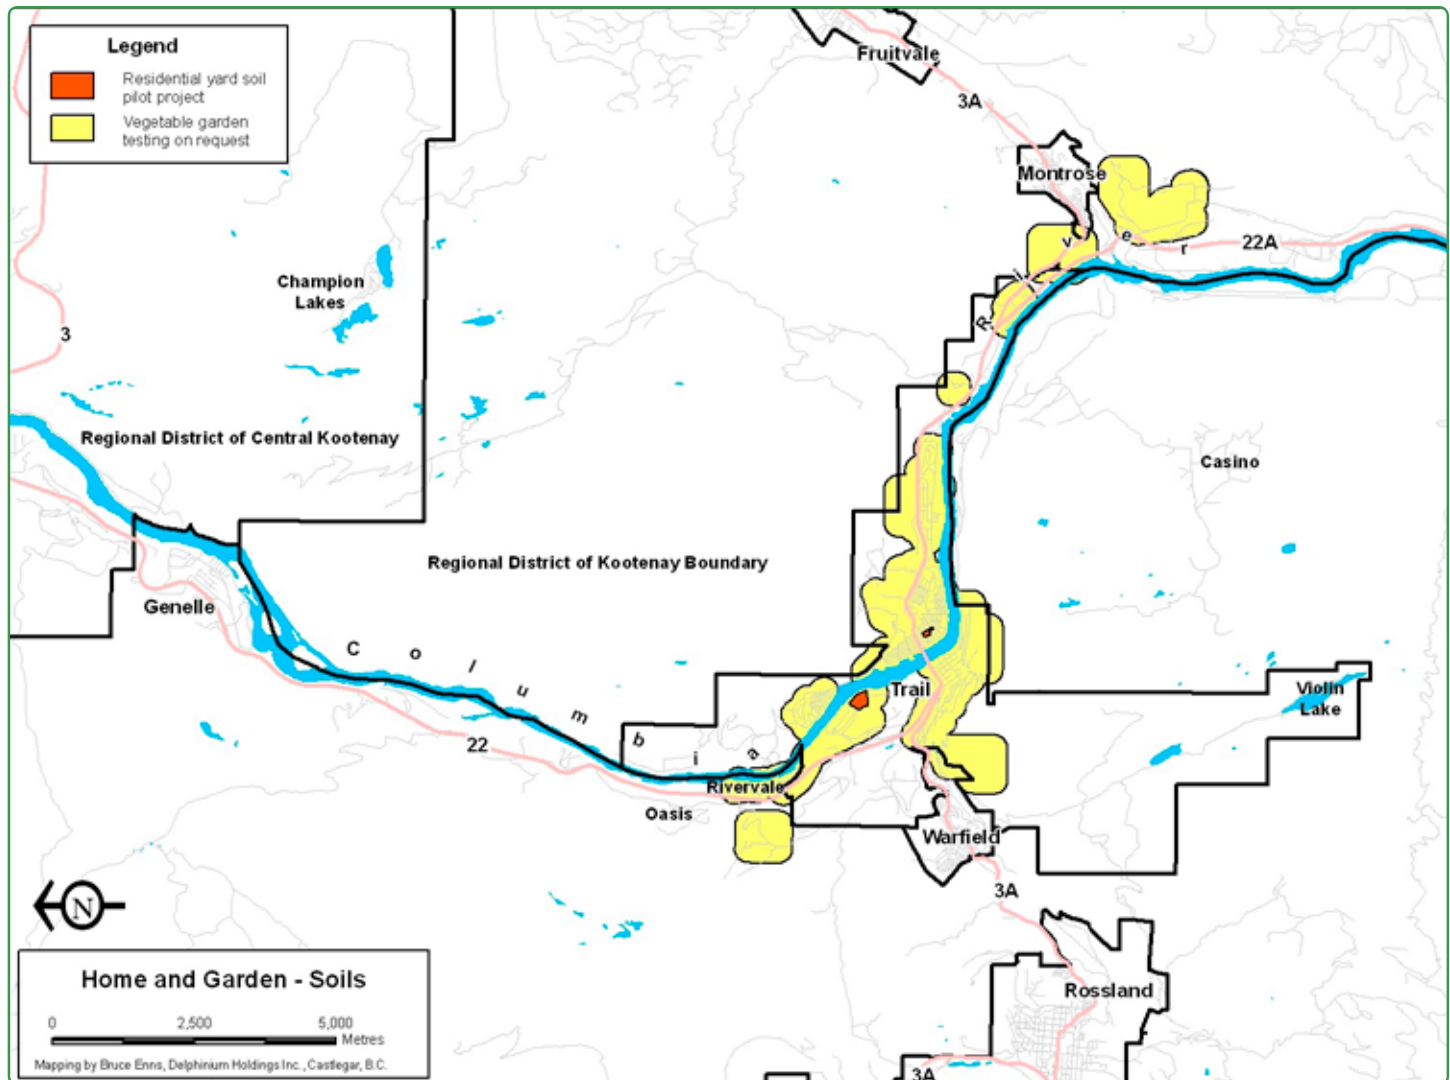 Legend
Residential yard soil
pilot project
Vegetable garden
testing on request
Fruitvale
3A
Montrose
22A
Champion
Lakes
3
Regional District of Central Kootenay
Casino
Regional District of Kootenay Boundary
Genelle
Columbia
River
Trail
Violin
Lake
22
Rivervale
Oasis
Warfield
3A
N
Rossland
3A
Home and Garden - Soils
0 2,500 5,000
Metres
Mapping by Bruce Enns, Delphinium Holdings Inc., Castlegar, B.C.